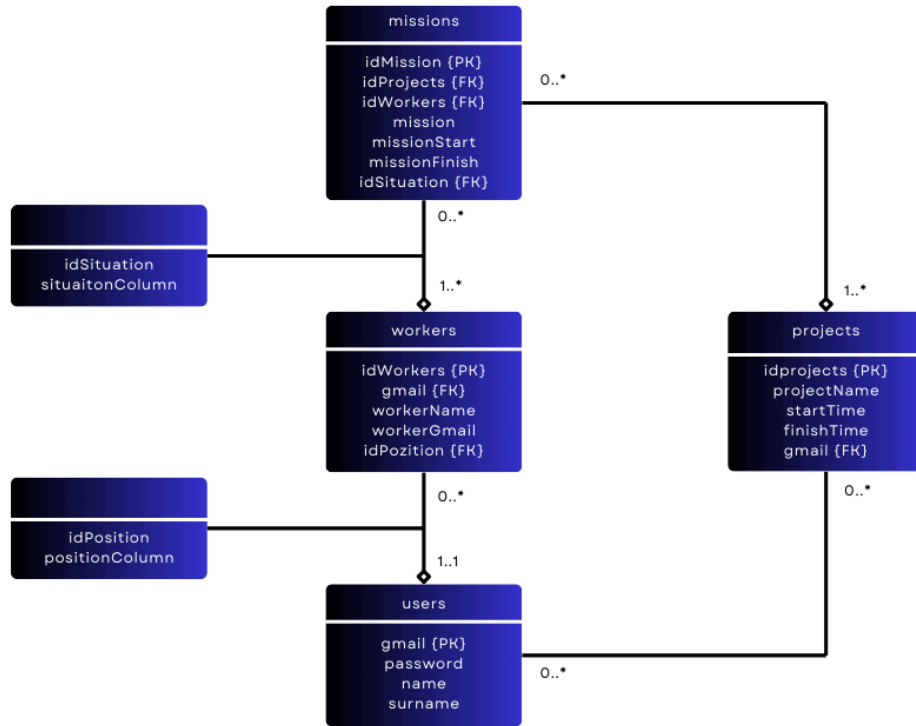 missions
idMission {PK}
idProjects {FK}
idWorkers {FK}
mission
missionStart
missionFinish
idSituation {FK}
0..*
0..*
idSituation
situaitonColumn
1..*
1..*
workers
idWorkers {PK}
gmail {FK}
workerName
workerGmail
idPozition {FK}
projects
idprojects {PK}
projectName
startTime
finishTime
gmail {FK}
0..*
0..*
idPosition
positionColumn
1..1
users
gmail {PK}
password
name
surname
0..*